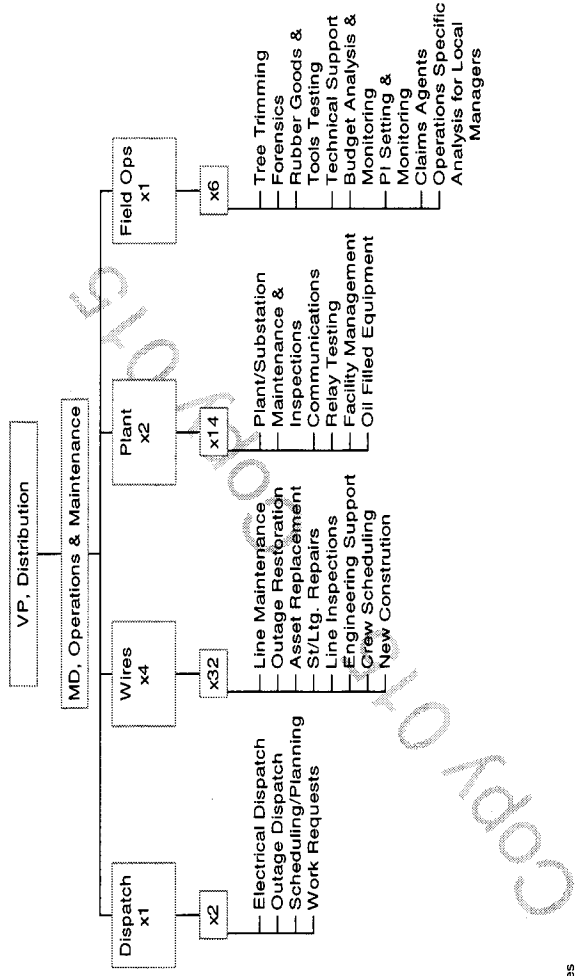 VP, Distribution
MD, Operations & Maintenance
Dispatch
x1
x2
Electrical Dispatch
Outage Dispatch
Scheduling/Planning
Work Requests
Wires
x4
x32
Line Maintenance
Outage Restoration
Asset Replacement
St/Ltg. Repairs
Line Inspections
Engineering Support
Crew Scheduling
New Constrution
Plant
x2
x14
Plant/Substation
Maintenance &
Inspections
Communications
Relay Testing
Facility Management
Oil Filled Equipment
Field Ops
x1
x6
Tree Trimming
Forensics
Rubber Goods &
Tools Testing
Technical Support
Budget Analysis &
Monitoring
PI Setting &
Monitoring
Claims Agents
Operations Specific
Analysis for Local
Managers
Copy 015
Copy 015